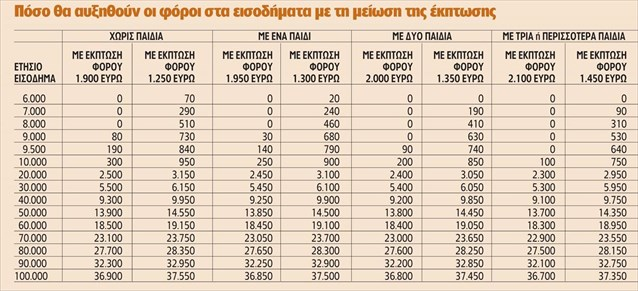 Πόσο θα αυξηθούν οι φόροι στα εισοδήματα με τη μείωση της έκπτωσης
ΧΩΡΙΣ ΠΑΙΔΙΑ ΜΕ ΕΝΑ ΠΑΙΔΙ ΜΕ ΔΥΟ ΠΑΙΔΙΑ ΜΕ ΤΡΙΑ ή ΠΕΡΙΣΣΟΤΕΡΑ ΠΑΙΔΙΑ
ΜΕ ΕΚΠΤΩΣΗ ΜΕ ΕΚΠΤΩΣΗ ΜΕ ΕΚΠΤΩΣΗ ΜΕ ΕΚΠΤΩΣΗ ΜΕ ΕΚΠΤΩΣΗ ΜΕ ΕΚΠΤΩΣΗ ΜΕ ΕΚΠΤΩΣΗ ΜΕ ΕΚΠΤΩΣΗ
ΕΤΗΣΙΟ ΦΟΡΟΥ ΦΟΡΟΥ ΦΟΡΟΥ ΦΟΡΟΥ ΦΟΡΟΥ ΦΟΡΟΥ ΦΟΡΟΥ ΦΟΡΟΥ
ΕΙΣΟΔΗΜΑ 1.900 ΕΥΡΩ 1.250 ΕΥΡΩ 1.950 ΕΥΡΩ 1.300 ΕΥΡΩ 2.000 ΕΥΡΩ 1.350 ΕΥΡΩ 2.100 ΕΥΡΩ 1.450 ΕΥΡΩ
6.000 0 70 0 20 0 0 0 0
7.000 0 290 0 240 0 190 0 90
8.000 0 510 0 460 0 410 0 310
9.000 80 730 30 680 0 630 0 530
9.500 190 840 140 790 90 740 0 640
10.000 300 950 250 900 200 850 100 750
20.000 2.500 3.150 2.450 3.100 2.400 3.050 2.300 2.950
30.000 5.500 6.150 5.450 6.100 5.400 6.050 5.300 5.950
40.000 9.300 9.950 9.250 9.900 9.200 9.850 9.100 9.750
50.000 13.900 14.550 13.850 14.500 13.800 14.450 13.700 14.350
60.000 18.500 19.150 18.450 19.100 18.400 19.050 18.300 18.950
70.000 23.100 23.750 23.050 23.700 23.000 23.650 22.900 23.550
80.000 27.700 28.350 27.650 28.300 27.600 28.250 27.500 28.150
90.000 32.300 32.950 32.250 32.900 32.200 32.850 32.100 32.750
100.000 36.900 37.550 36.850 37.500 36.800 37.450 36.700 37.350